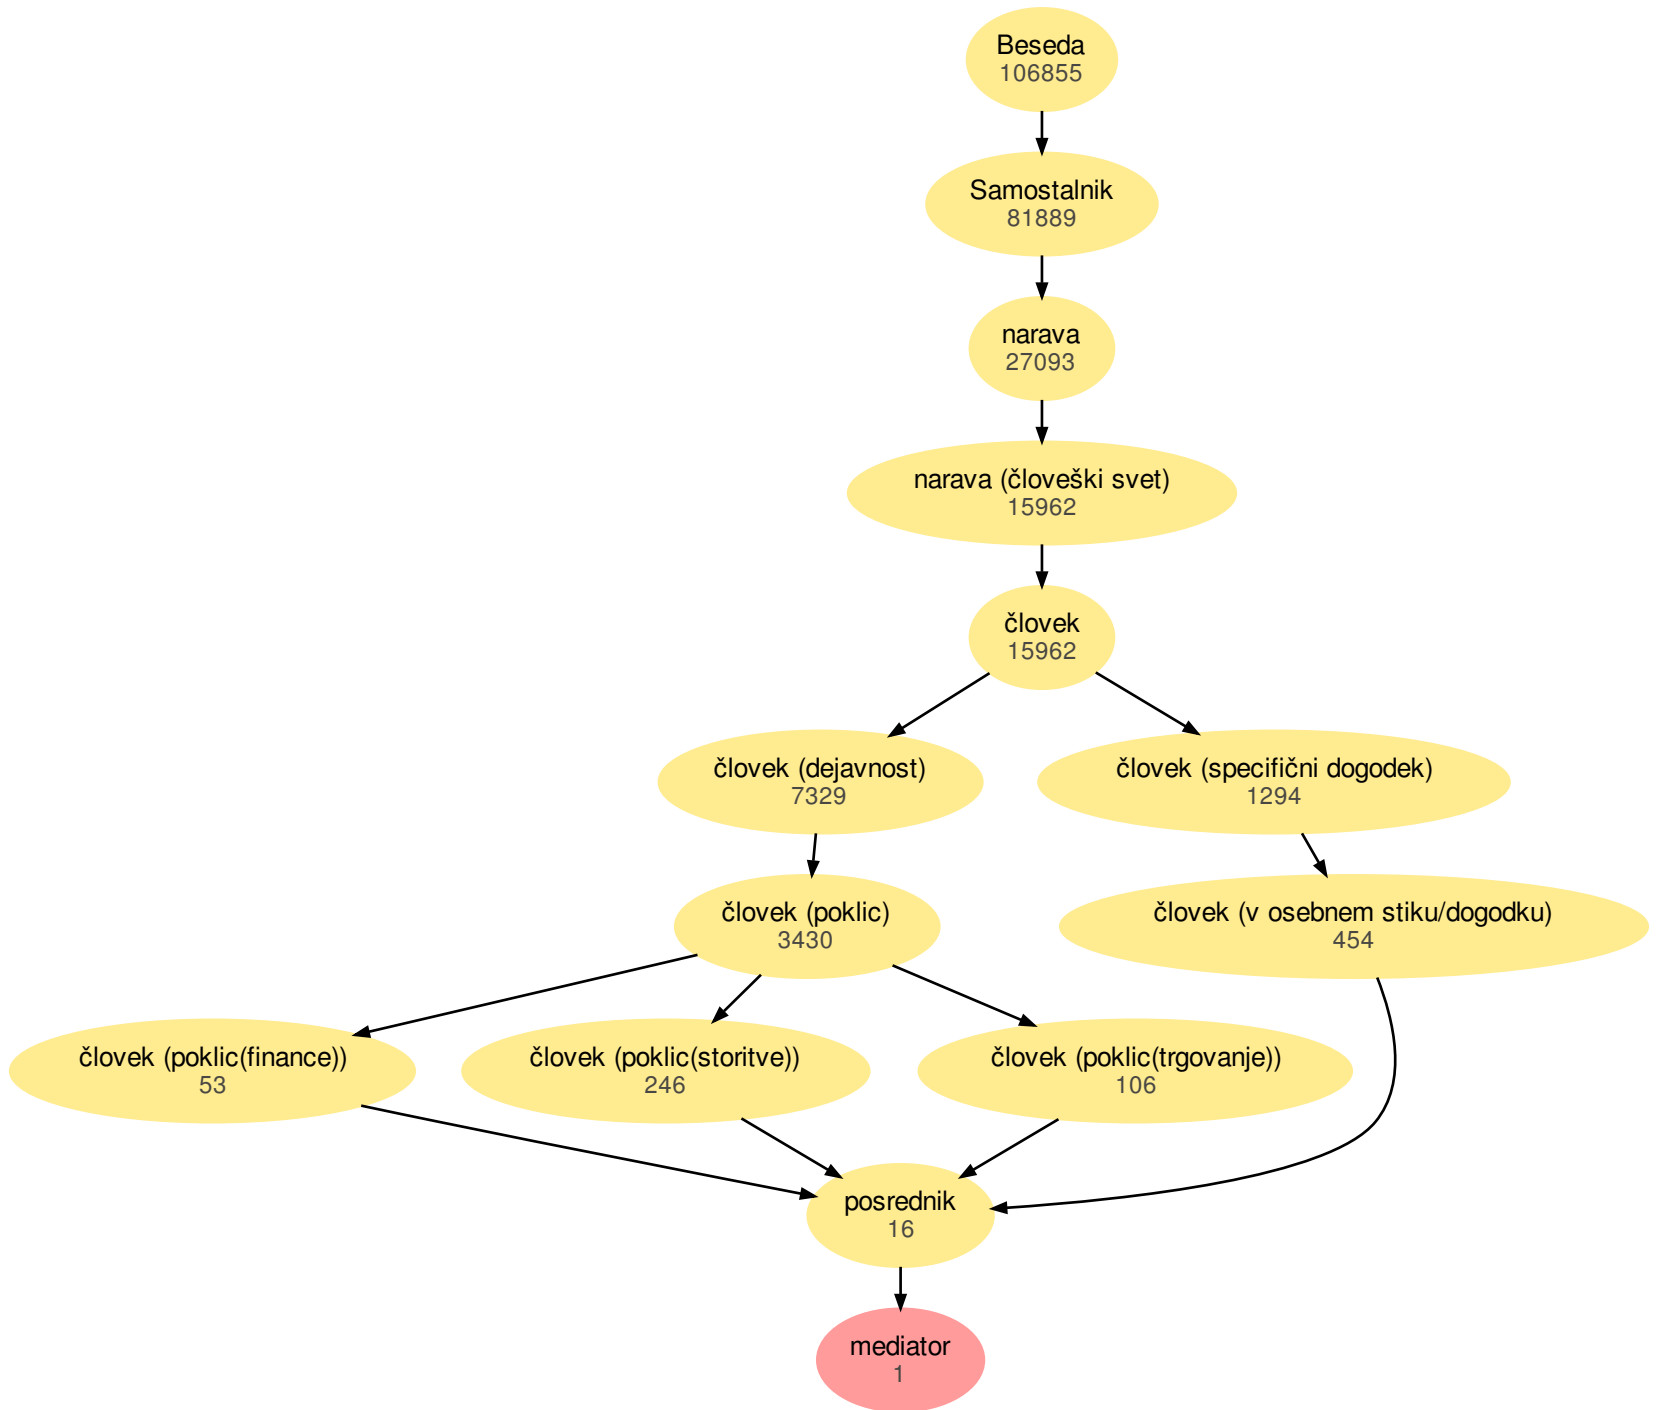 Beseda
106855
Samostalnik
81889
narava
27093
narava (človeški svet)
15962
človek
15962
človek (dejavnost)
7329
človek (specifični dogodek)
1294
človek (poklic)
3430
človek (v osebnem stiku/dogodku)
454
človek (poklic(finance))
53
človek (poklic(storitve))
246
človek (poklic(trgovanje))
106
posrednik
16
mediator
1